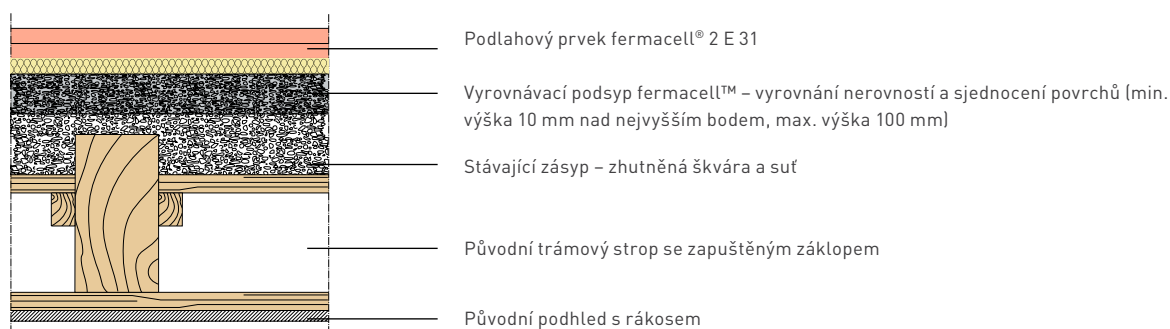 Podlahový prvek fermacell® 2 E 31
Vyrovnávací podsyp fermacell™ – vyrovnání nerovností a sjednocení povrchů (min.
výška 10 mm nad nejvyšším bodem, max. výška 100 mm)
Stávající zásyp – zhutněná škvára a suť
Původní trámový strop se zapuštěným záklopem
Původní podhled s rákosem